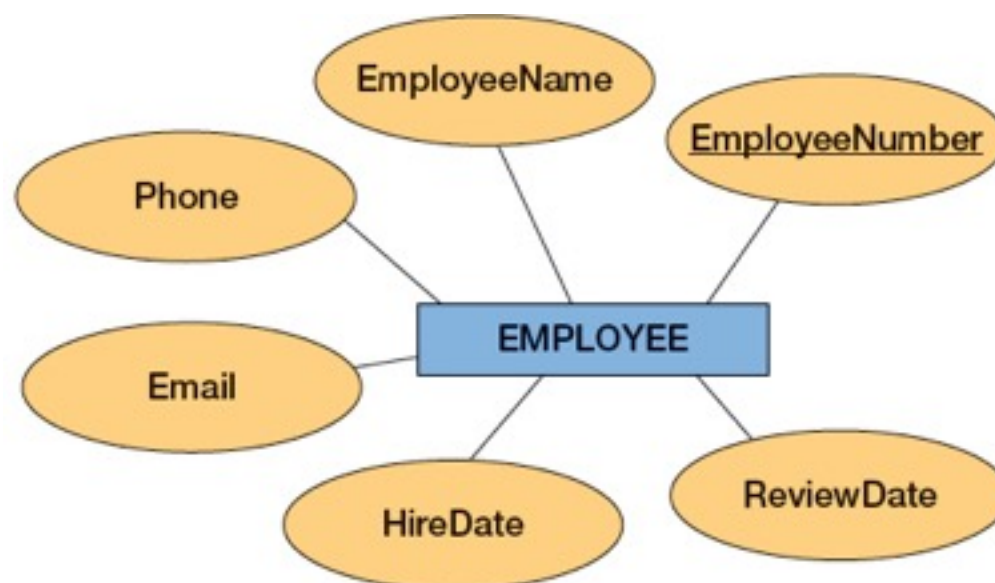 EmployeeName
EmployeeNumber
Phone
EMPLOYEE
Email
HireDate
ReviewDate